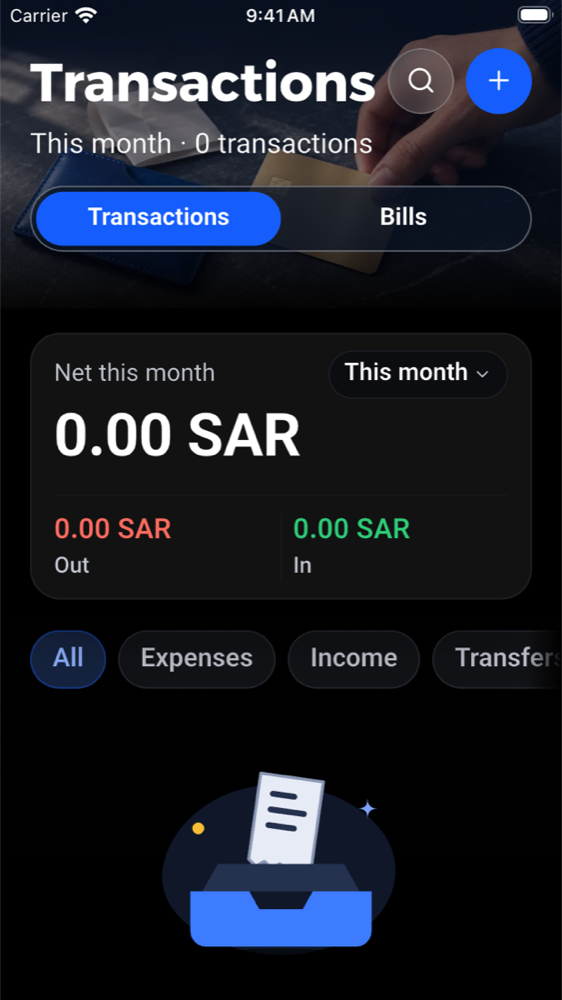 Carrier 9:41 AM
Transactions
This month · 0 transactions
Transactions Bills
Net this month This month
0.00 SAR
0.00 SAR 0.00 SAR
Out In
All Expenses Income Transfers